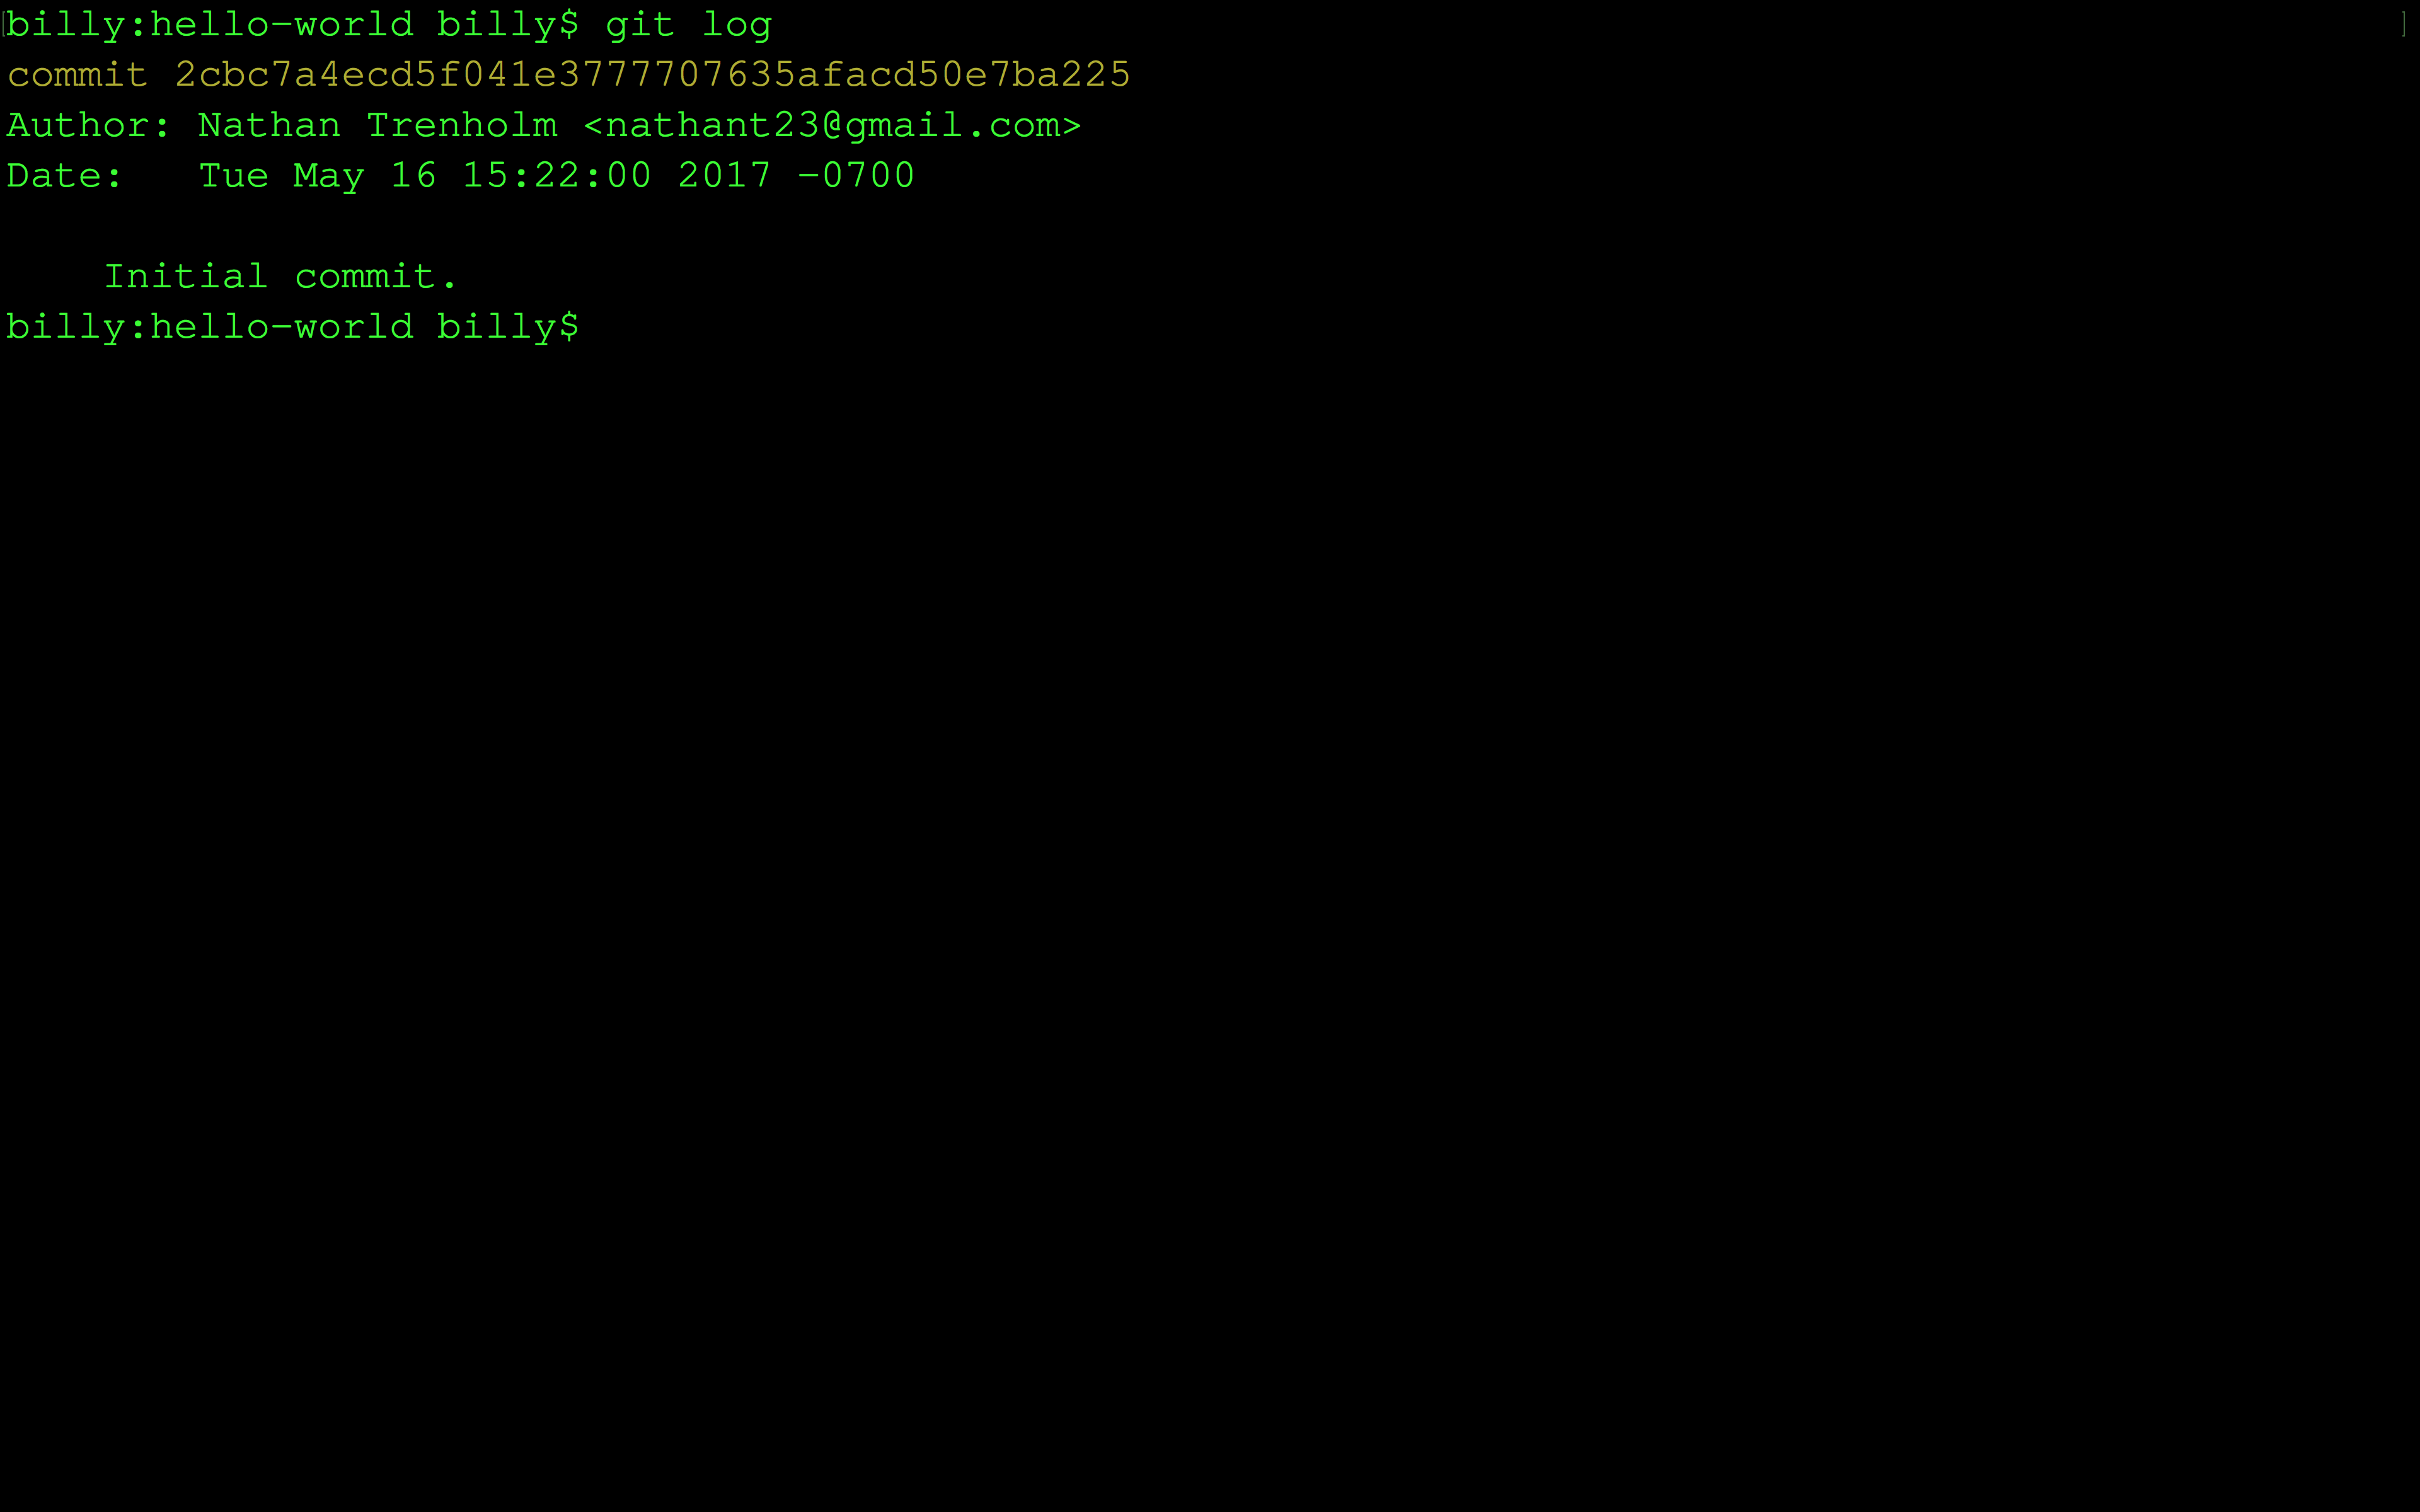 billy:hello-world billy$ git log
commit 2cbc7a4ecd5f041e3777707635afacd50e7ba225
Author: Nathan Trenholm <nathant23@gmail.com>
Date:   Tue May 16 15:22:00 2017 -0700

    Initial commit.
billy:hello-world billy$